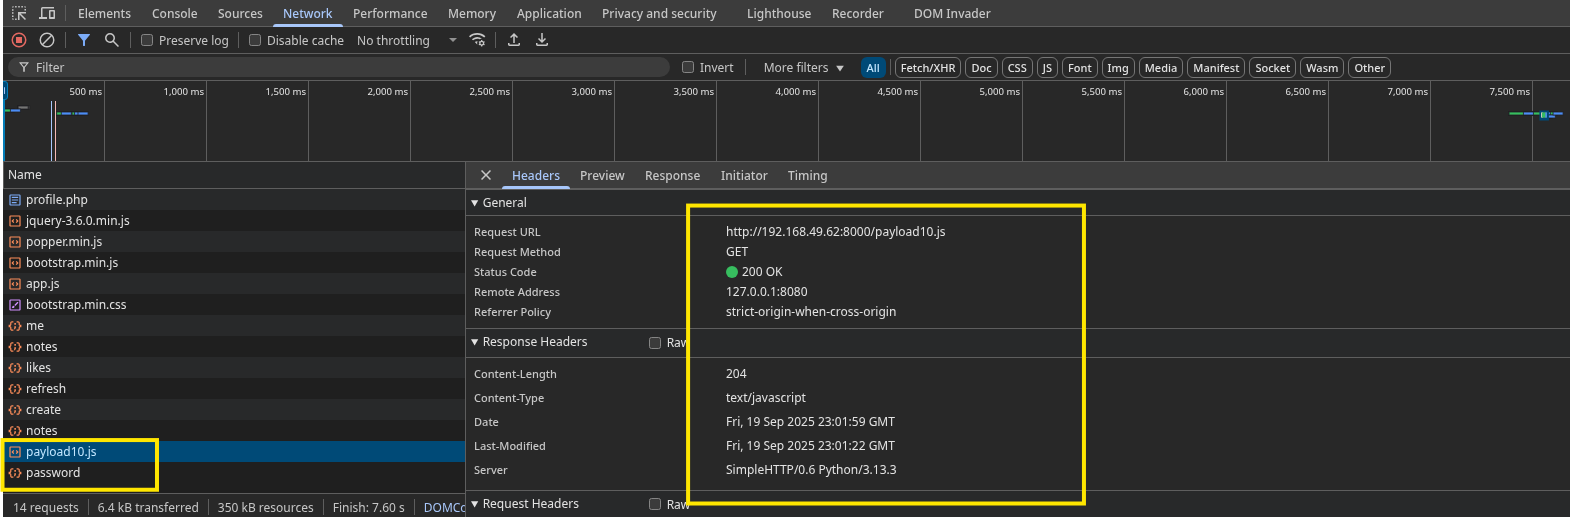 Elements Console Sources Network Performance Memory Application Privacy and security Lighthouse Recorder DOM Invader
Preserve log Disable cache No throttling
Filter Invert More filters All Fetch/XHR Doc CSS JS Font Img Media Manifest Socket Wasm Other
500 ms 1,000 ms 1,500 ms 2,000 ms 2,500 ms 3,000 ms 3,500 ms 4,000 ms 4,500 ms 5,000 ms 5,500 ms 6,000 ms 6,500 ms 7,000 ms 7,500 ms
Name
profile.php
jquery-3.6.0.min.js
popper.min.js
bootstrap.min.js
app.js
bootstrap.min.css
me
notes
likes
refresh
create
notes
payload10.js
password
14 requests 6.4 kB transferred 350 kB resources Finish: 7.60 s DOMCo
Headers Preview Response Initiator Timing
General
Request URL http://192.168.49.62:8000/payload10.js
Request Method GET
Status Code 200 OK
Remote Address 127.0.0.1:8080
Referrer Policy strict-origin-when-cross-origin
Response Headers Raw
Content-Length 204
Content-Type text/javascript
Date Fri, 19 Sep 2025 23:01:59 GMT
Last-Modified Fri, 19 Sep 2025 23:01:22 GMT
Server SimpleHTTP/0.6 Python/3.13.3
Request Headers Raw